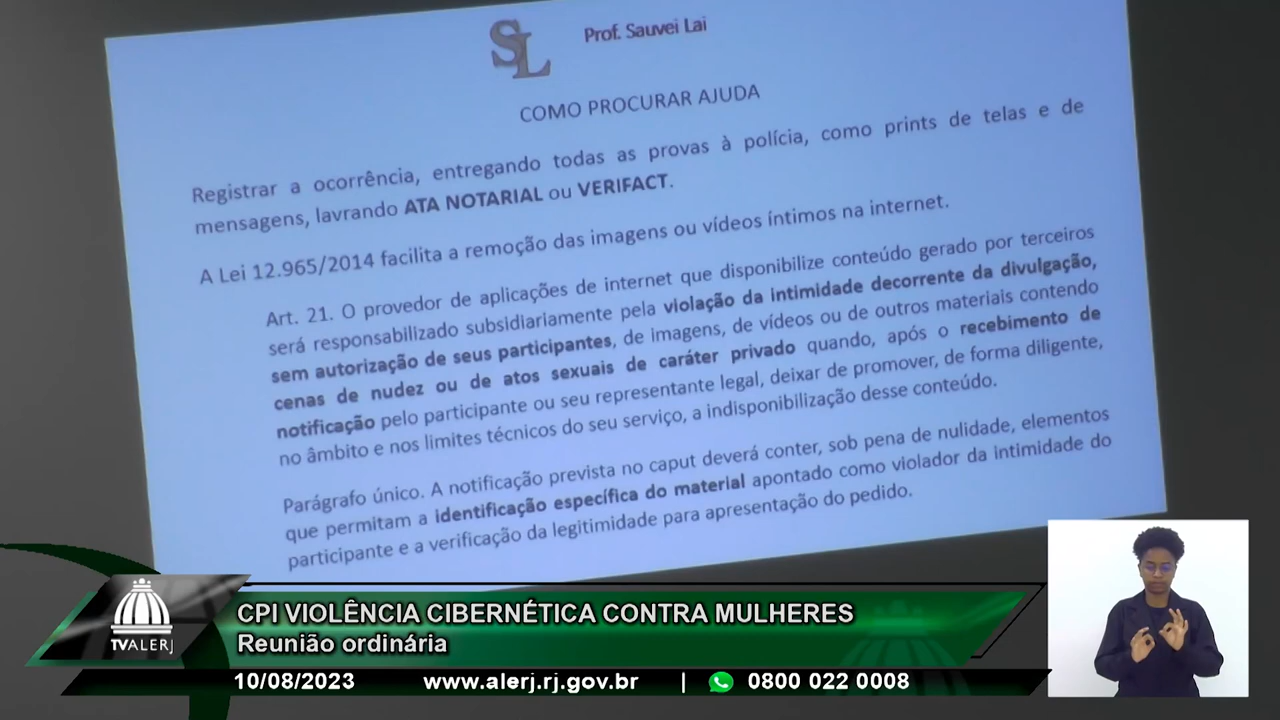 SL
Prof. Sauvei Lai
COMO PROCURAR AJUDA
Registrar a ocorrência, entregando todas as provas à polícia, como prints de telas e de
mensagens, lavrando ATA NOTARIAL ou VERIFACT.
A Lei 12.965/2014 facilita a remoção das imagens ou vídeos íntimos na internet.
Art. 21. O provedor de aplicações de internet que disponibilize conteúdo gerado por terceiros
será responsabilizado subsidiariamente pela violação da intimidade decorrente da divulgação,
sem autorização de seus participantes, de imagens, de vídeos ou de outros materiais contendo
cenas de nudez ou de atos sexuais de caráter privado quando, após o recebimento de
notificação pelo participante ou seu representante legal, deixar de promover, de forma diligente,
no âmbito e nos limites técnicos do seu serviço, a indisponibilização desse conteúdo.
Parágrafo único. A notificação prevista no caput deverá conter, sob pena de nulidade, elementos
que permitam a identificação específica do material apontado como violador da intimidade do
participante e a verificação da legitimidade para apresentação do pedido.
TVALERJ
CPI VIOLÊNCIA CIBERNÉTICA CONTRA MULHERES
Reunião ordinária
10/08/2023 www.alerj.rj.gov.br | 0800 022 0008